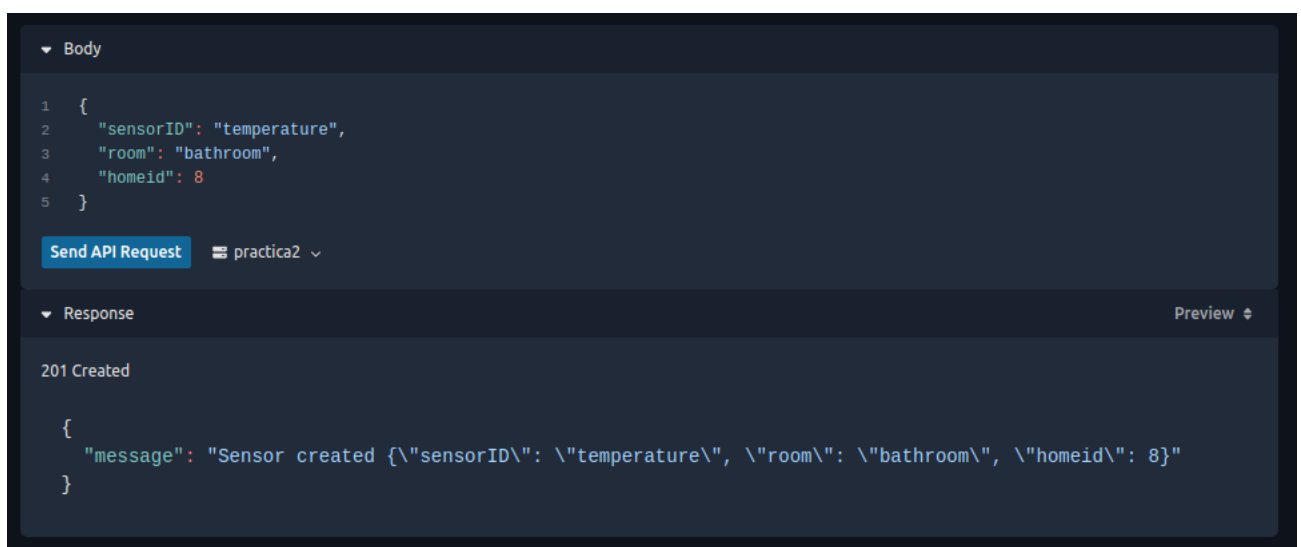 Body
1 {
2 "sensorID": "temperature",
3 "room": "bathroom",
4 "homeid": 8
5 }
Send API Request practica2
Response Preview
201 Created
{
"message": "Sensor created {\"sensorID\": \"temperature\", \"room\": \"bathroom\", \"homeid\": 8}"
}